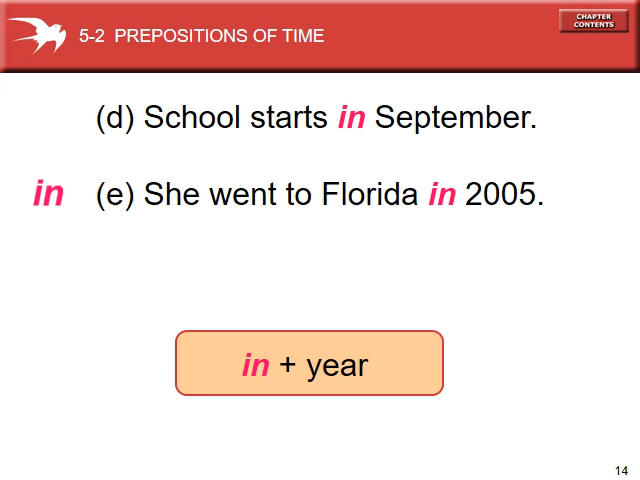 5-2 PREPOSITIONS OF TIME
CHAPTER
CONTENTS
(d) School starts in September.
in (e) She went to Florida in 2005.
in + year
14